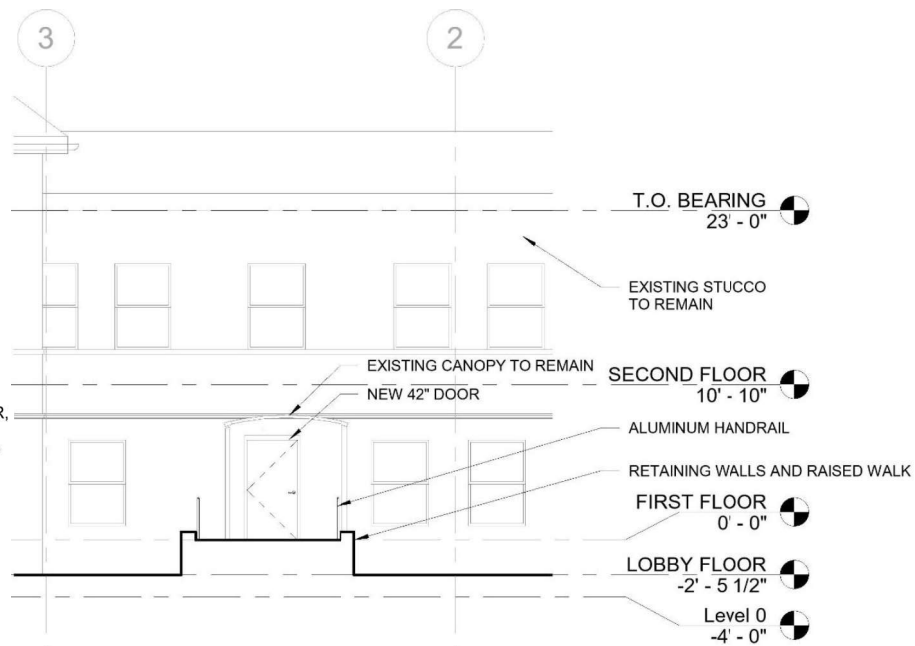 3
2
T.O. BEARING
23' - 0"
EXISTING STUCCO
TO REMAIN
EXISTING CANOPY TO REMAIN
SECOND FLOOR
10' - 10"
NEW 42" DOOR
R,
ALUMINUM HANDRAIL
RETAINING WALLS AND RAISED WALK
FIRST FLOOR
0' - 0"
LOBBY FLOOR
-2' - 5 1/2"
Level 0
-4' - 0"